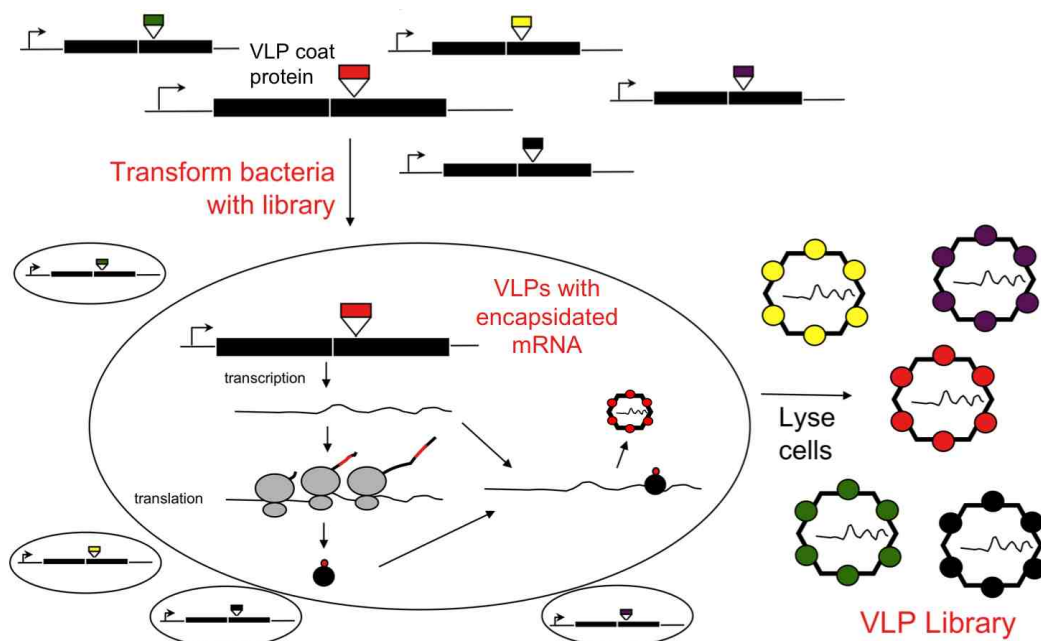 VLP coat
protein
Transform bacteria
with library
VLPs with
encapsidated
mRNA
transcription
translation
Lyse
cells
VLP Library